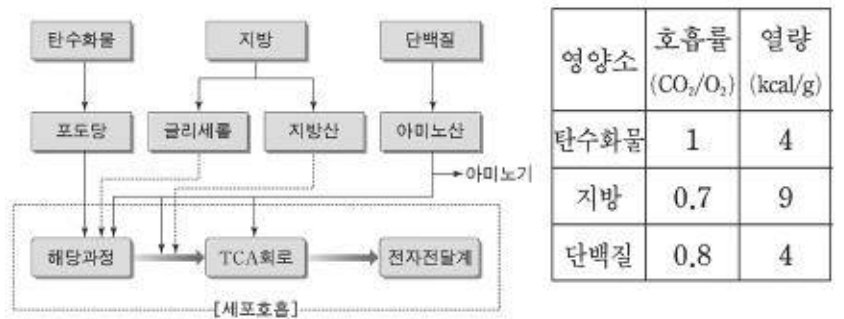 탄수화물
지방
단백질
포도당
글리세롤
지방산
아미노산
아미노기
해당과정
TCA회로
전자전달계
[세포호흡]
영양소 호흡률 (CO₂/O₂) 열량 (kcal/g)
탄수화물 1 4
지방 0.7 9
단백질 0.8 4